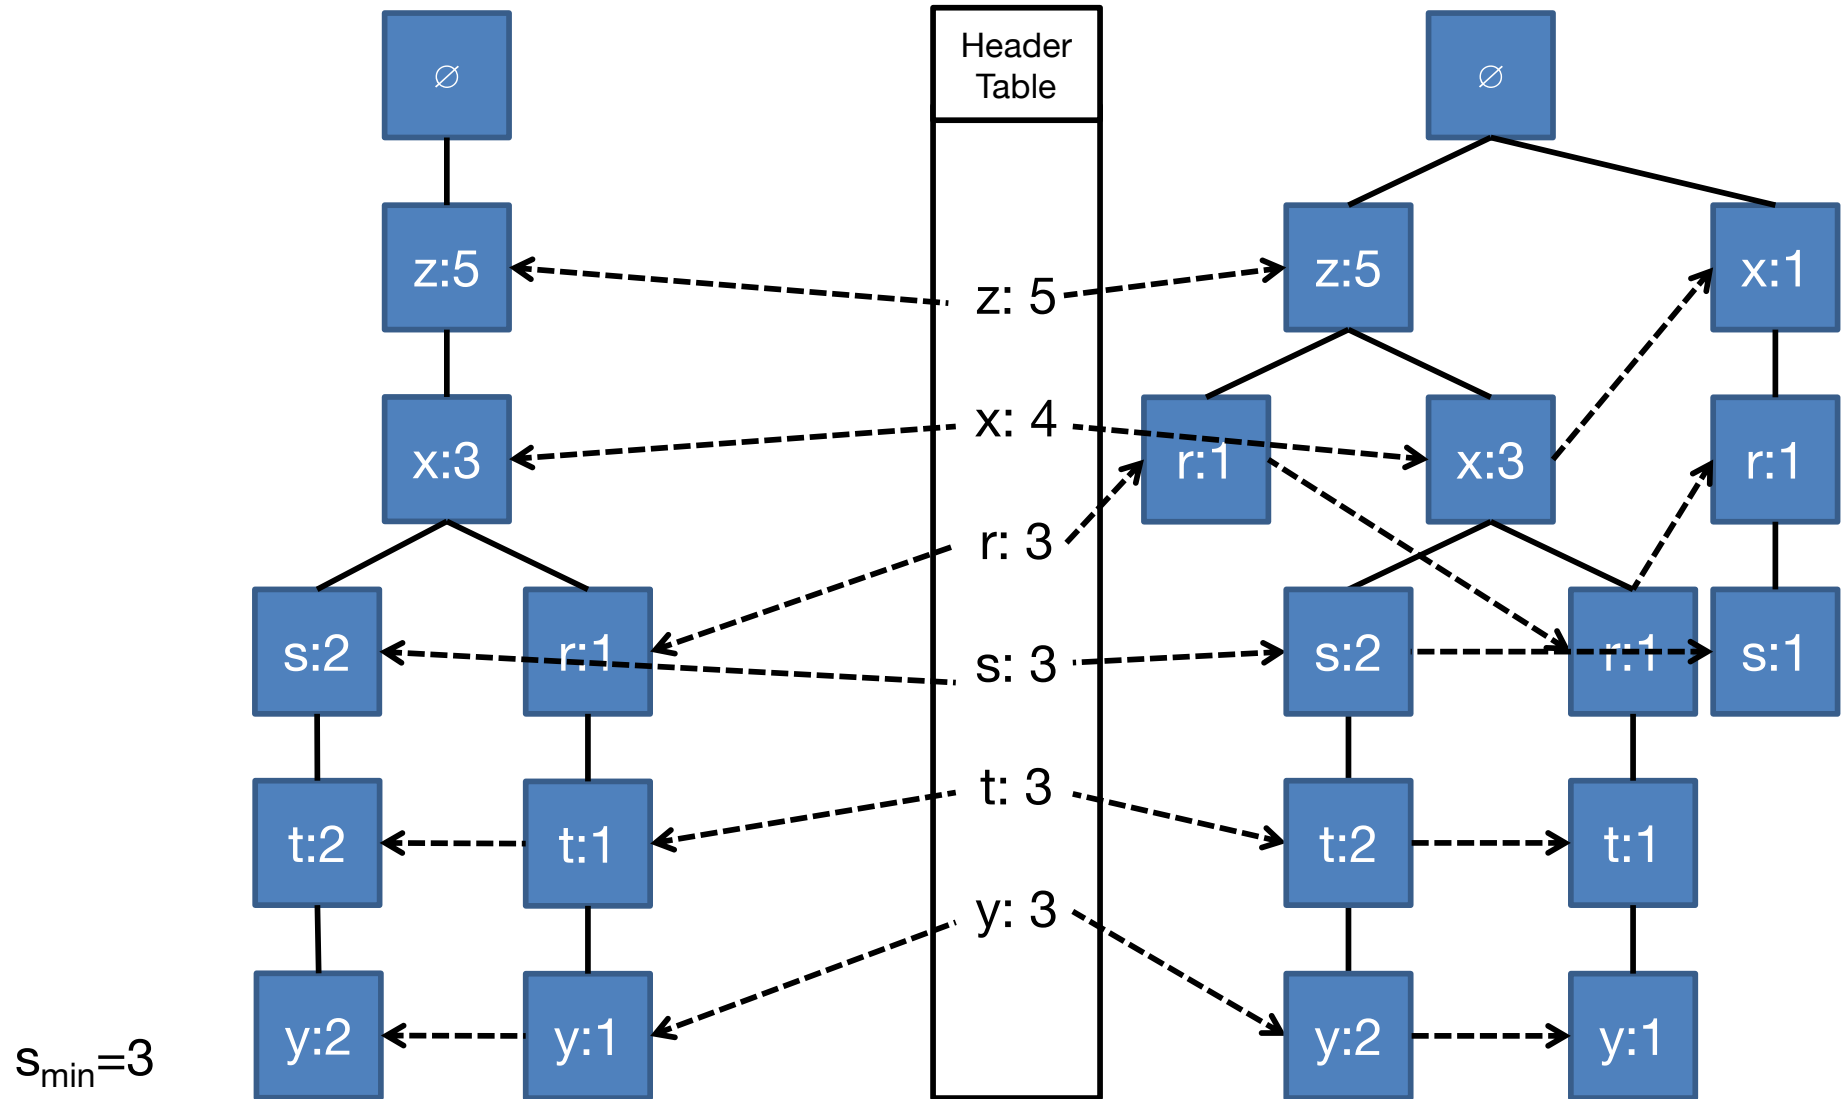 ∅
Header
Table
∅
z:5
z: 5
z:5
x:1
x:3
x: 4
r:1
x:3
r:1
r: 3
s:2
r:1
s: 3
s:2
r:1
s:1
t:2
t:1
t: 3
t:2
t:1
y: 3
y:2
y:1
y:2
y:1
smin=3